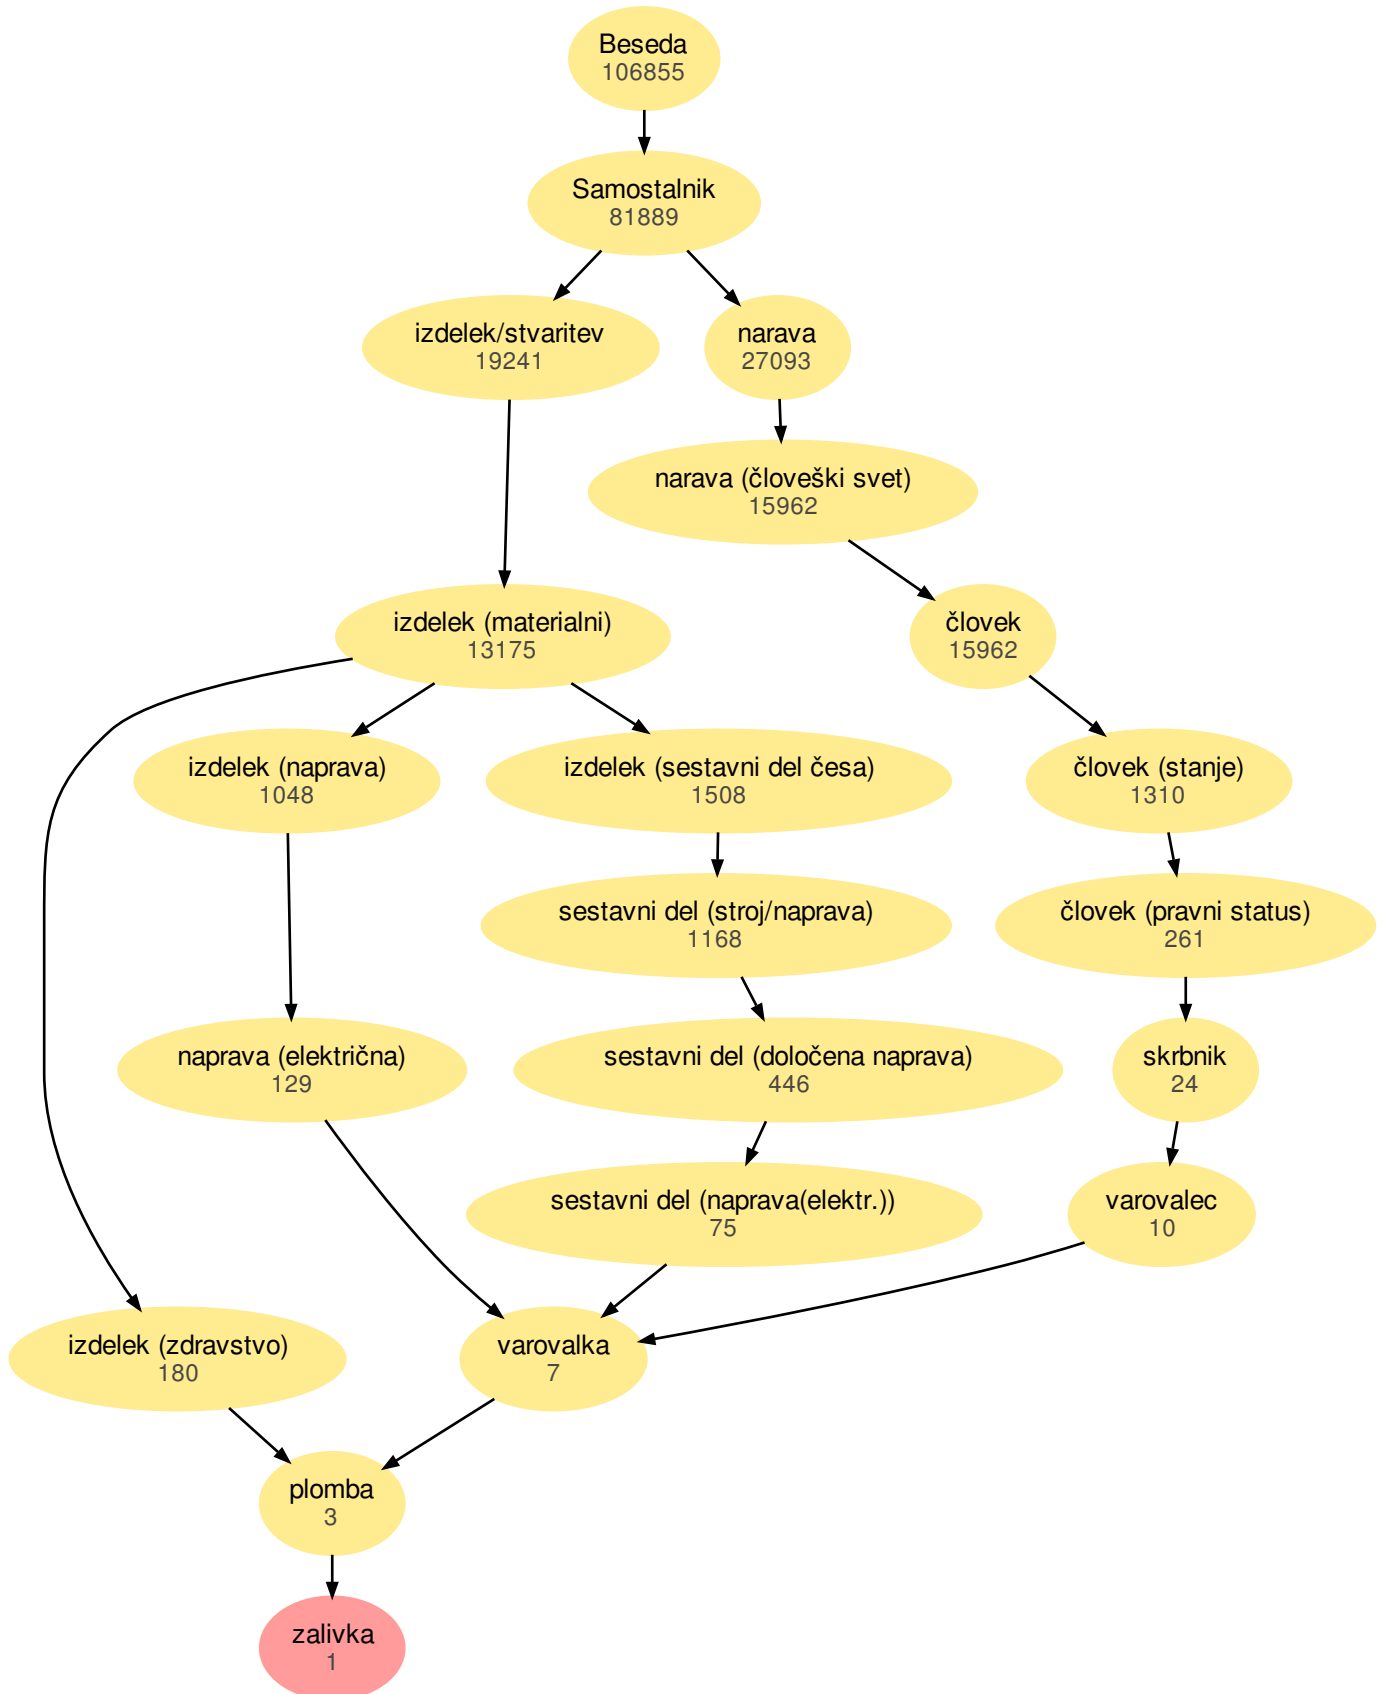 Beseda
106855
Samostalnik
81889
izdelek/stvaritev
19241
narava
27093
narava (človeški svet)
15962
izdelek (materialni)
13175
človek
15962
izdelek (naprava)
1048
izdelek (sestavni del česa)
1508
človek (stanje)
1310
sestavni del (stroj/naprava)
1168
človek (pravni status)
261
naprava (električna)
129
sestavni del (določena naprava)
446
skrbnik
24
sestavni del (naprava(elektr.))
75
varovalec
10
izdelek (zdravstvo)
180
varovalka
7
plomba
3
zalivka
1